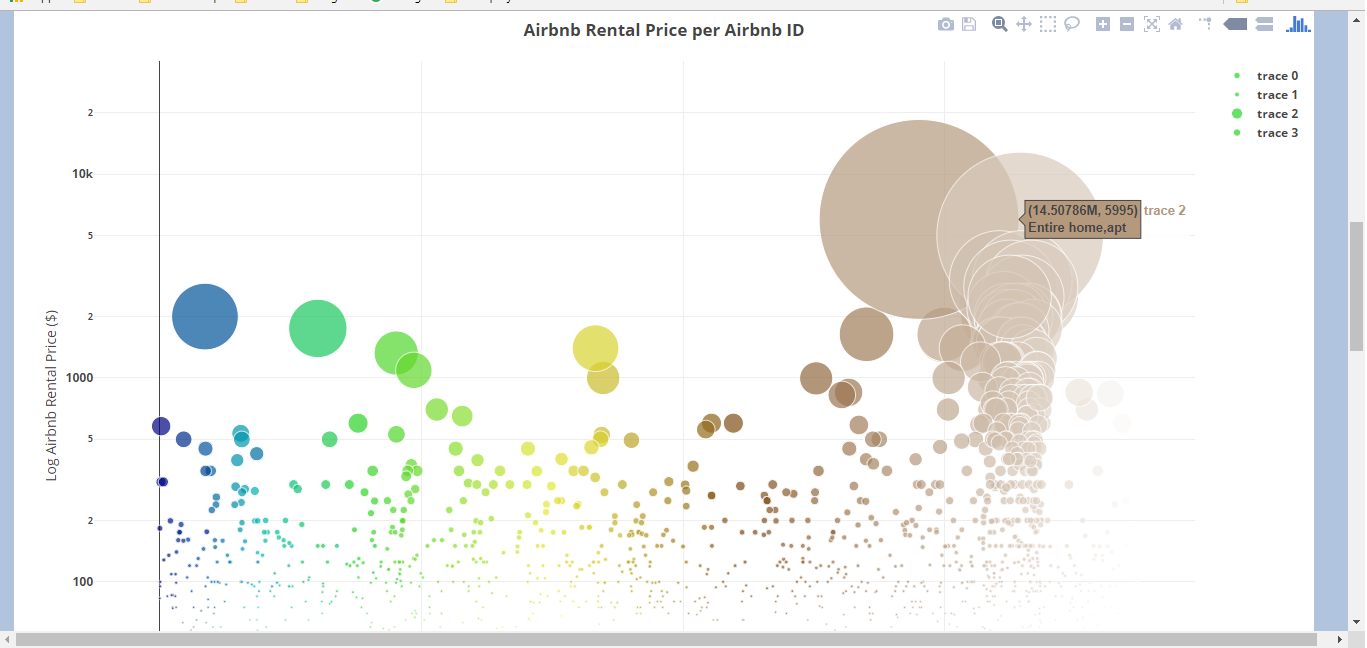 Airbnb Rental Price per Airbnb ID
trace 0
trace 1
trace 2
trace 3
2
10k
5
2
1000
5
2
100
Log Airbnb Rental Price ($)
(14.50786M, 5995)
Entire home,apt
trace 2